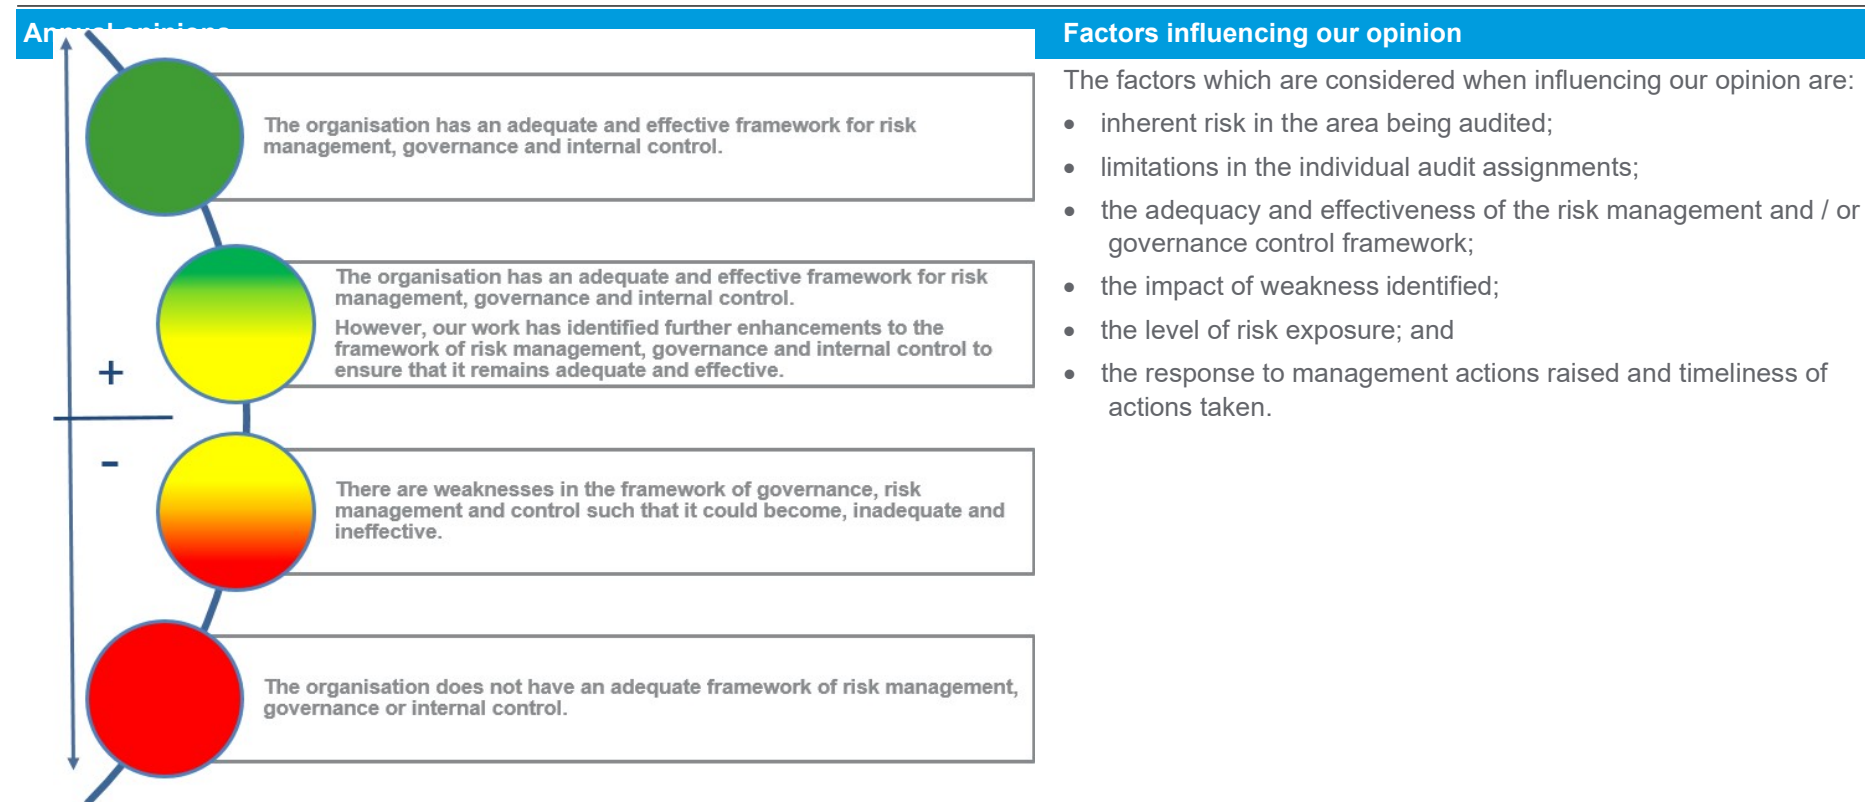 Annual opinions
Factors influencing our opinion
The organisation has an adequate and effective framework for risk
management, governance and internal control.
The organisation has an adequate and effective framework for risk
management, governance and internal control.
However, our work has identified further enhancements to the
framework of risk management, governance and internal control to
ensure that it remains adequate and effective.
+
-
There are weaknesses in the framework of governance, risk
management and control such that it could become, inadequate and
ineffective.
The organisation does not have an adequate framework of risk management,
governance or internal control.
The factors which are considered when influencing our opinion are:
• inherent risk in the area being audited;
• limitations in the individual audit assignments;
• the adequacy and effectiveness of the risk management and / or
governance control framework;
• the impact of weakness identified;
• the level of risk exposure; and
• the response to management actions raised and timeliness of
actions taken.